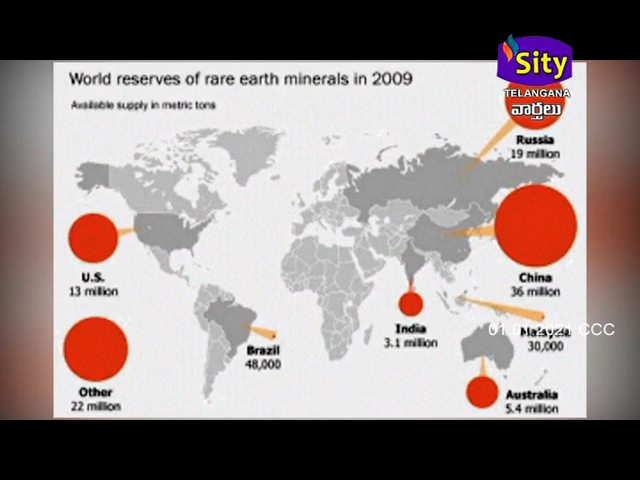 Sity
TELANGANA
వార్తలు
World reserves of rare earth minerals in 2009
Available supply in metric tons
Russia
19 million
U.S.
13 million
China
36 million
India
3.1 million
Malaysia
30,000
CCC
Brazil
48,000
Other
22 million
Australia
5.4 million